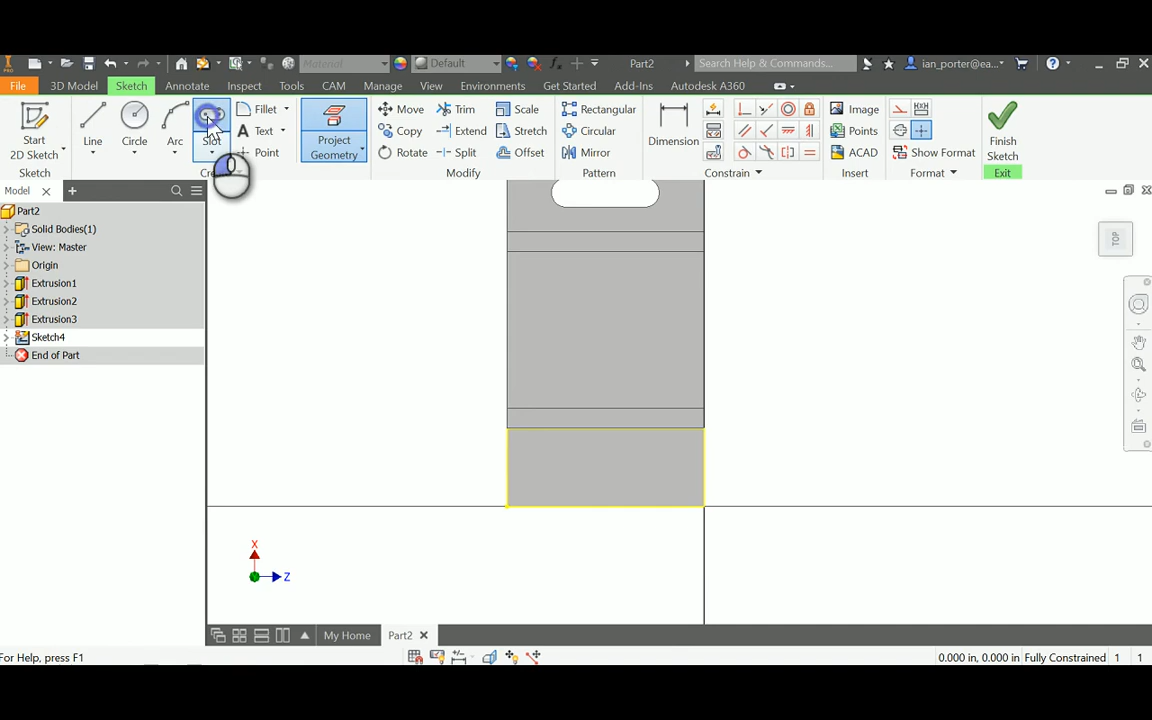 PRO
Material
Default
Part2
Search Help & Commands...
ian_porter@ea...
File
3D Model
Sketch
Annotate
Inspect
Tools
CAM
Manage
View
Environments
Get Started
Add-Ins
Autodesk A360
Start
2D Sketch
Line
Circle
Arc
Slot
Fillet
Text
Point
Project
Geometry
Move
Copy
Rotate
Trim
Extend
Split
Scale
Stretch
Offset
Rectangular
Circular
Mirror
Dimension
Image
Points
ACAD
Show Format
Finish
Sketch
Sketch
Cre
Modify
Pattern
Constrain
Insert
Format
Exit
Model
Part2
Solid Bodies(1)
View: Master
Origin
Extrusion1
Extrusion2
Extrusion3
Sketch4
End of Part
TOP
X
Z
My Home
Part2
For Help, press F1
0.000 in, 0.000 in Fully Constrained
1
1